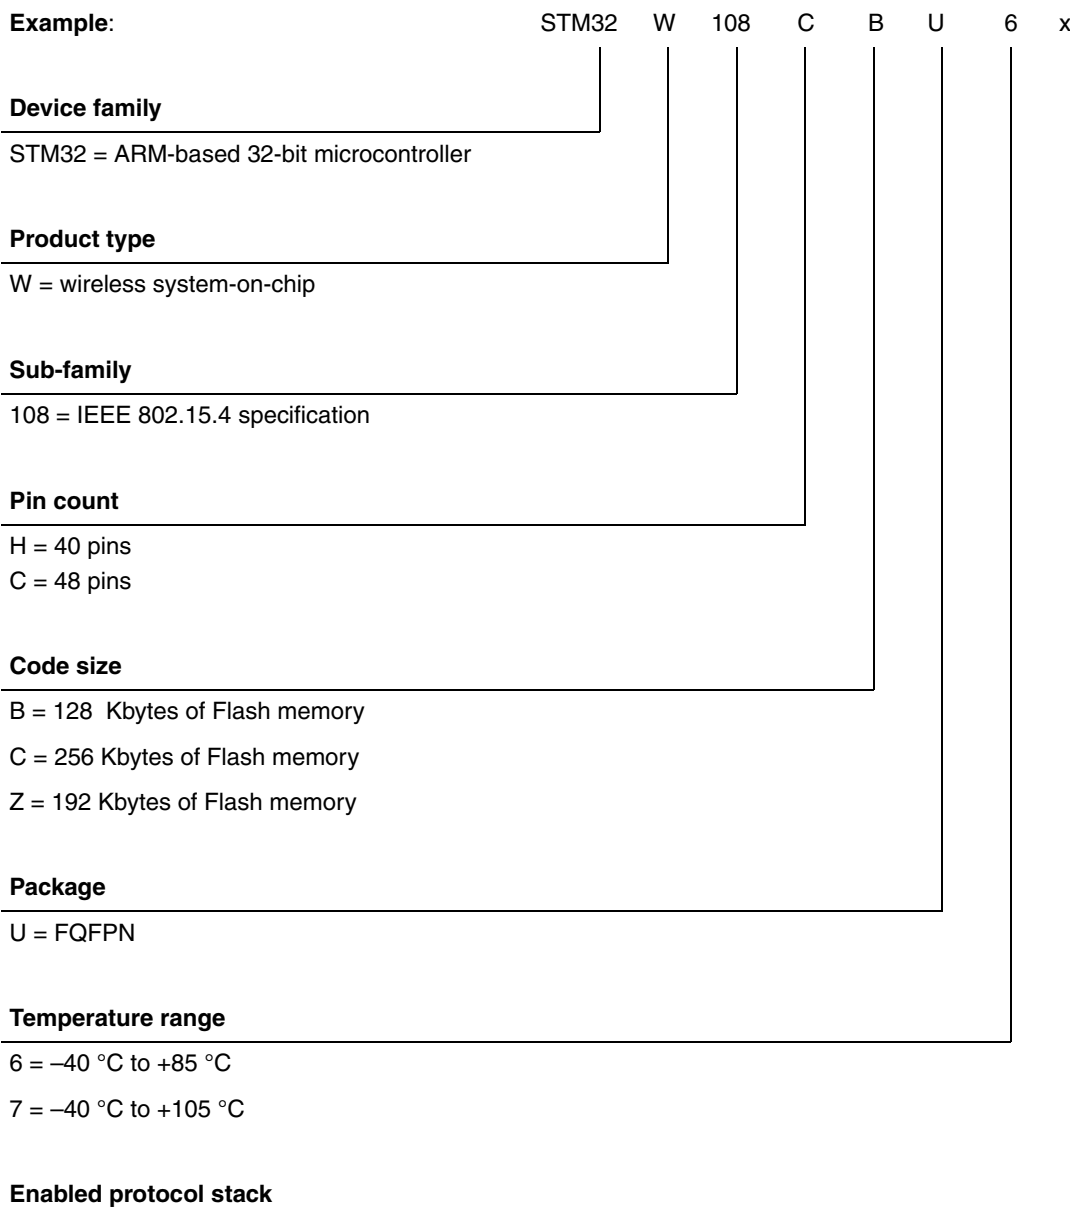 Example: STM32 W 108 C B U 6 x
Device family
STM32 = ARM-based 32-bit microcontroller
Product type
W = wireless system-on-chip
Sub-family
108 = IEEE 802.15.4 specification
Pin count
H = 40 pins
C = 48 pins
Code size
B = 128 Kbytes of Flash memory
C = 256 Kbytes of Flash memory
Z = 192 Kbytes of Flash memory
Package
U = FQFPN
Temperature range
6 = –40 °C to +85 °C
7 = –40 °C to +105 °C
Enabled protocol stack